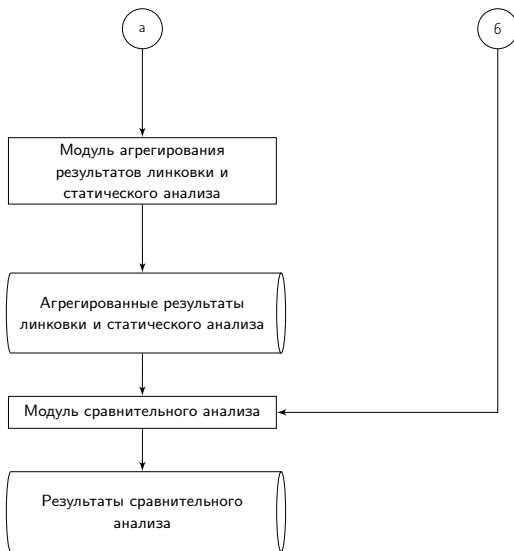 а
б
Модуль агрегирования
результатов линковки и
статического анализа
Агрегированные результаты
линковки и статического анализа
Модуль сравнительного анализа
Результаты сравнительного
анализа